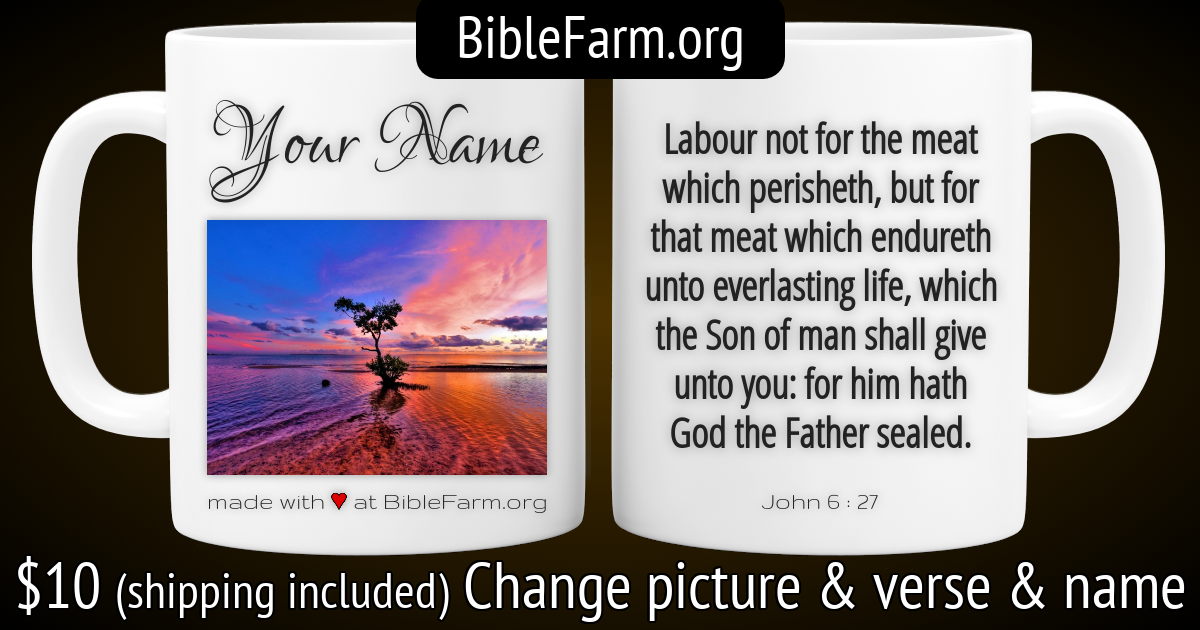 BibleFarm.org
Your Name
made with ♥ at BibleFarm.org
Labour not for the meat
which perisheth, but for
that meat which endureth
unto everlasting life, which
the Son of man shall give
unto you: for him hath
God the Father sealed.
John 6 : 27
$10 (shipping included) Change picture & verse & name